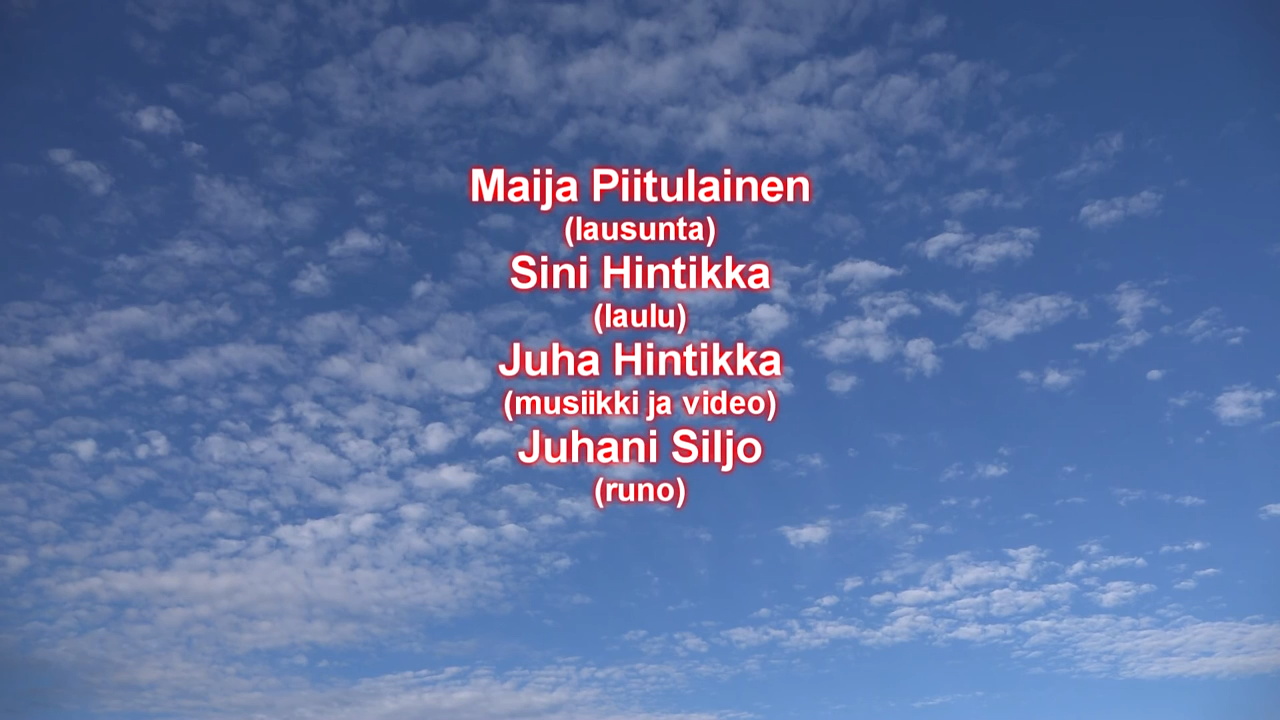 Maija Piitulainen
(lausunta)
Sini Hintikka
(laulu)
Juha Hintikka
(musiikki ja video)
Juhani Siljo
(runo)